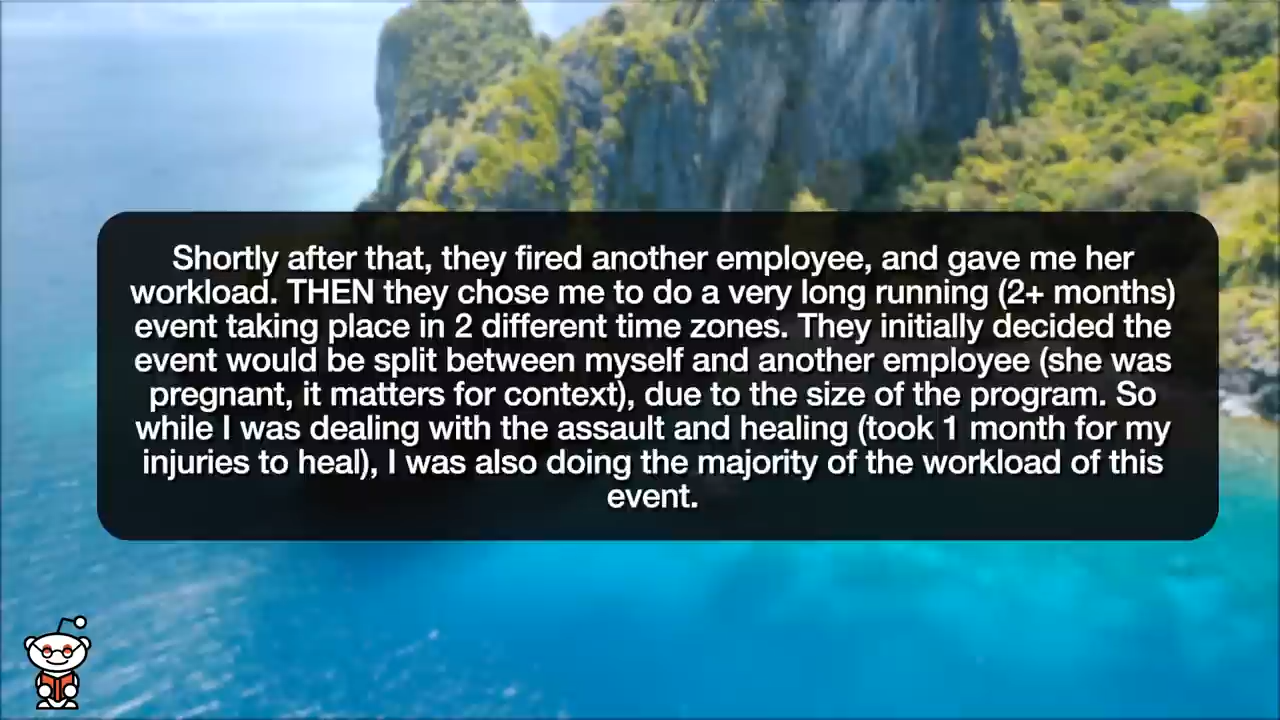 Shortly after that, they fired another employee, and gave me her
workload. THEN they chose me to do a very long running (2+ months)
event taking place in 2 different time zones. They initially decided the
event would be split between myself and another employee (she was
pregnant, it matters for context), due to the size of the program. So
while I was dealing with the assault and healing (took 1 month for my
injuries to heal), I was also doing the majority of the workload of this
event.